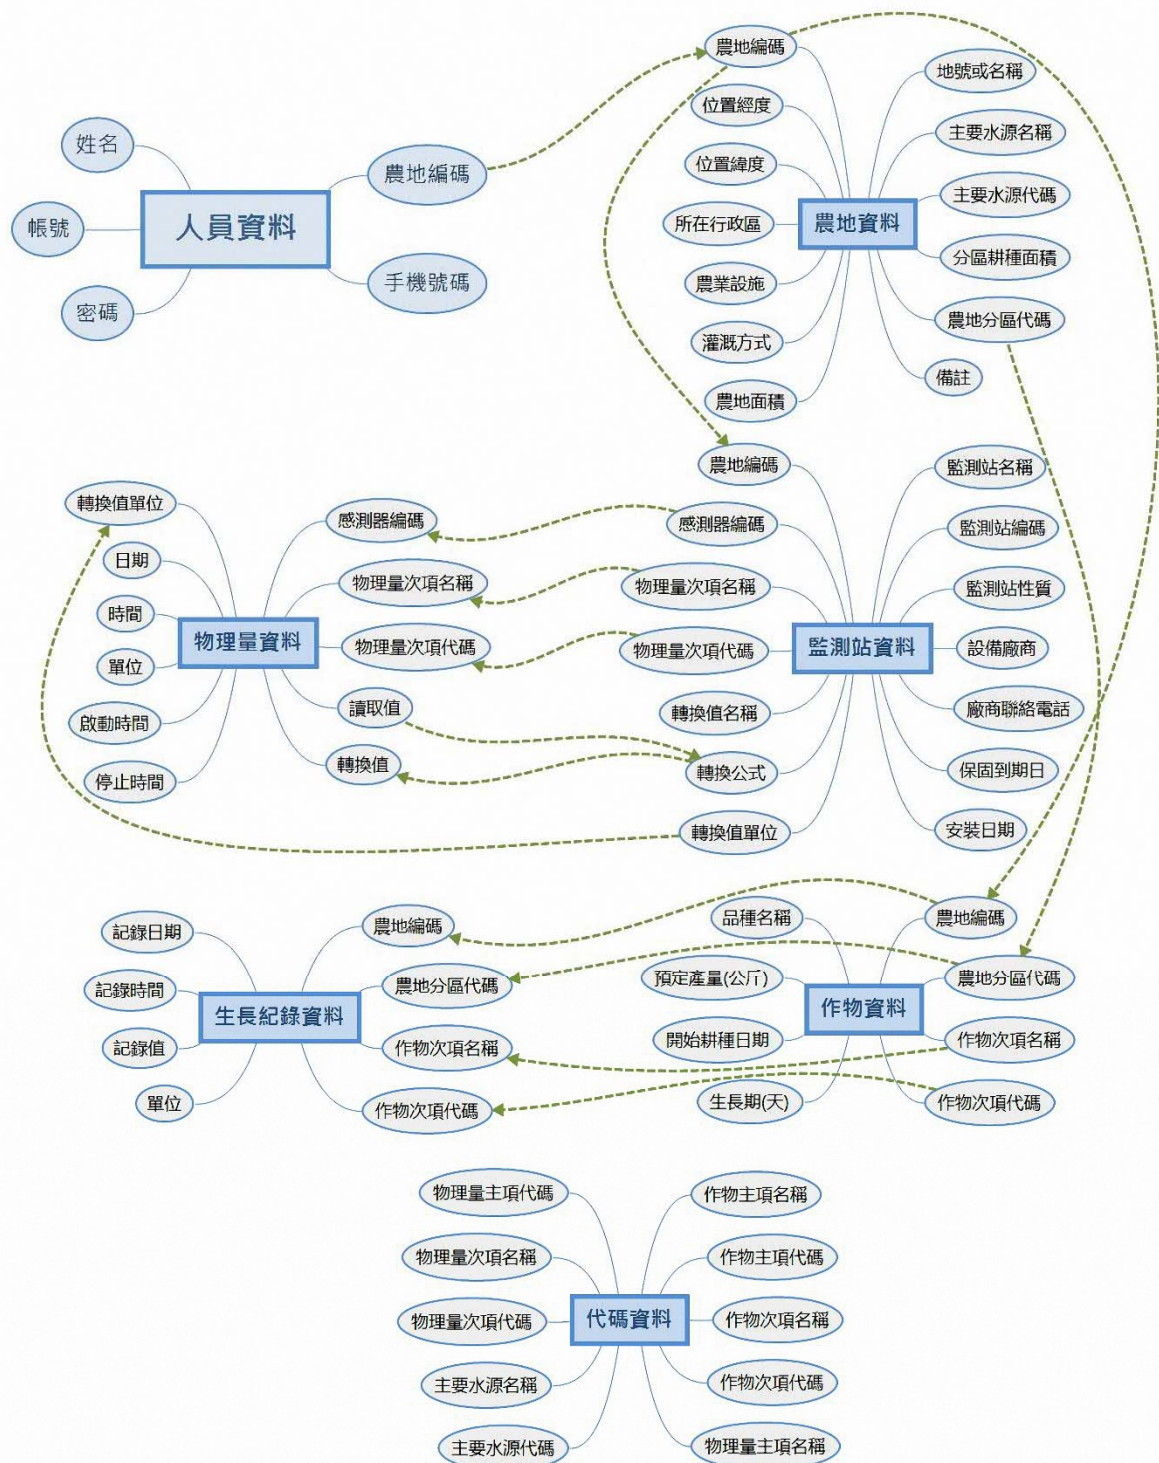 農地編碼
地號或名稱
位置經度
主要水源名稱
位置緯度
主要水源代碼
所在行政區
農地資料
分區耕種面積
農業設施
農地分區代碼
灌溉方式
備註
農地面積
姓名
農地編碼
帳號
人員資料
密碼
手機號碼
農地編碼
監測站名稱
感測器編碼
監測站編碼
物理量次項名稱
監測站性質
物理量次項代碼
監測站資料
設備廠商
轉換值名稱
廠商聯絡電話
轉換公式
保固到期日
轉換值單位
安裝日期
轉換值單位
感測器編碼
日期
物理量次項名稱
時間
物理量資料
物理量次項代碼
單位
讀取值
啟動時間
轉換值
停止時間
記錄日期
農地編碼
記錄時間
農地分區代碼
生長紀錄資料
記錄值
作物次項名稱
單位
作物次項代碼
品種名稱
農地編碼
預定產量(公斤)
農地分區代碼
作物資料
開始耕種日期
作物次項名稱
生長期(天)
作物次項代碼
物理量主項代碼
作物主項名稱
物理量次項名稱
作物主項代碼
物理量次項代碼
代碼資料
作物次項名稱
主要水源名稱
作物次項代碼
主要水源代碼
物理量主項名稱